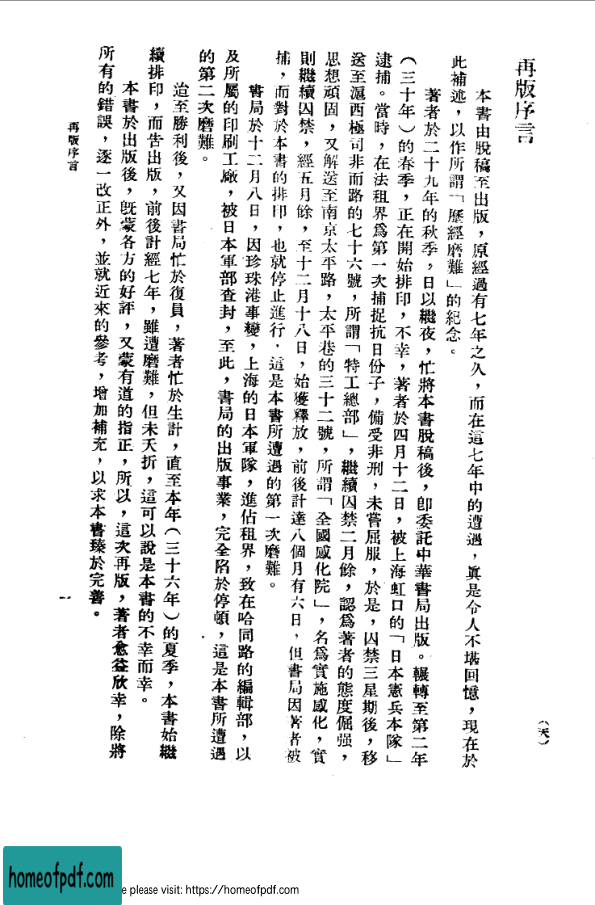 再版序言
（天）
本書由脫稿至出版，原經過有七年之久，而在這七年中的遭遇，眞是令人不堪回憶，現在於
此補述，以作所謂「歷經磨難」的紀念。
著者於二十九年的秋季，日以繼夜，忙將本書脫稿後，卽委託中華書局出版。輾轉至第二年
（三十年）的春季，正在開始排印，不幸，著者於四月十二日，被上海虹口的「日本憲兵本隊」
逮捕。當時，在法租界爲第一次捕捉抗日份子，備受非刑，未嘗屈服，於是，囚禁三星期後，移
送至滬西極司非而路的七十六號，所謂「特工總部」，繼續囚禁二月餘，認爲著者的態度倔强，
思想頑固，又解送至南京太平路，太平巷的三十二號，所謂「全國感化院」，名爲實施感化，實
則繼續囚禁，經五月餘，至十二月十八日，始獲釋放，前後計達八個月有六日，但書局因著者被
捕，而對於本書的排印，也就停止進行，這是本書所遭遇的第一次磨難。
書局於十二月八日，因珍珠港事變，上海的日本軍隊，進佔租界，致在哈同路的編輯部，以
及所屬的印刷工廠，被日本軍部查封，至此，書局的出版事業，完全陷於停頓，這是本書所遭遇
的第二次磨難。
迨至勝利後，又因書局忙於復員，著者忙於生計，直至本年（三十六年）的夏季，本書始繼
續排印，而吿出版，前後計經七年，雖遭磨難，但未夭折，這可以說是本書的不幸而幸。
本書於出版後，旣蒙各方的好評，又蒙有道的指正，所以，這次再版，著者愈益欣幸，除將
所有的錯誤，逐一改正外，並就近來的參考，增加補充，以求本書臻於完善。
再版序言
一
homeofpdf.com
e please visit: https://homeofpdf.com